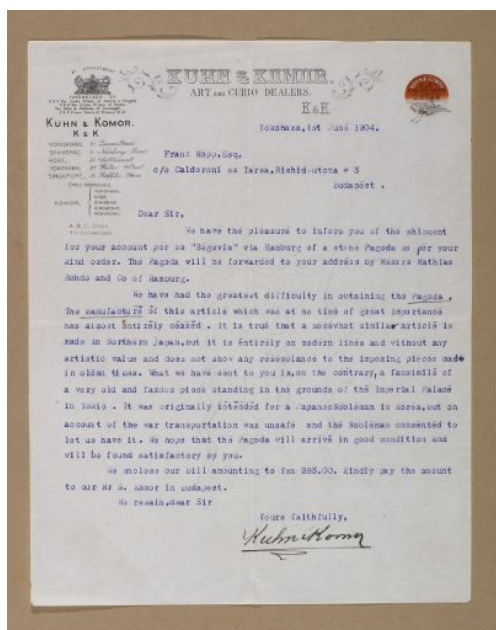 BY APPOINTMENT
KUHN & KOMOR.
ART AND CURIO DEALERS.
K & K
KUHN & KOMOR.
K & K
HONGKONG,
SHANGHAI,
KOBE,
YOKOHAMA,
SINGAPORE,
KOMOR,
Yokohama, 1st June 1904.
Franz Hopp, Esq,
c/o Calderoni es Tarsa, Kishid-utcza # 8
Budapest .
Dear Sir,
We have the pleasure to inform you of the shipment
for your account per ss "Segovia" via Hamburg of a stone Pagoda as per your
kind order. The Pagoda will be forwarded to your address by Messrs Mathias
Rohde and Co of Hamburg.
We have had the greatest difficulty in obtaining the Pagoda .
The manufacture of this article which was at no time of great importance
has almost entirely ceased . It is true that a somewhat similar article is
made in Northern Japan, but it is entirely on modern lines and without any
artistic value and does not show any resemblance to the imposing pieces made
in olden times. What we have sent to you is, on the contrary, a facsimile of
a very old and famous piece standing in the grounds of the Imperial Palace
in Tokio . It was originally intended for a Japanese Nobleman in Korea, but on
account of the war transportation was unsafe and the Nobleman consented to
let us have it. We hope that the Pagoda will arrive in good condition and
will be found satisfactory by you.
We enclose our bill amounting to Yen 283.00. Kindly pay the amount
to our Mr S. Komor in Budapest.
We remain, dear Sir
Yours faithfully,
Kuhn & Komor